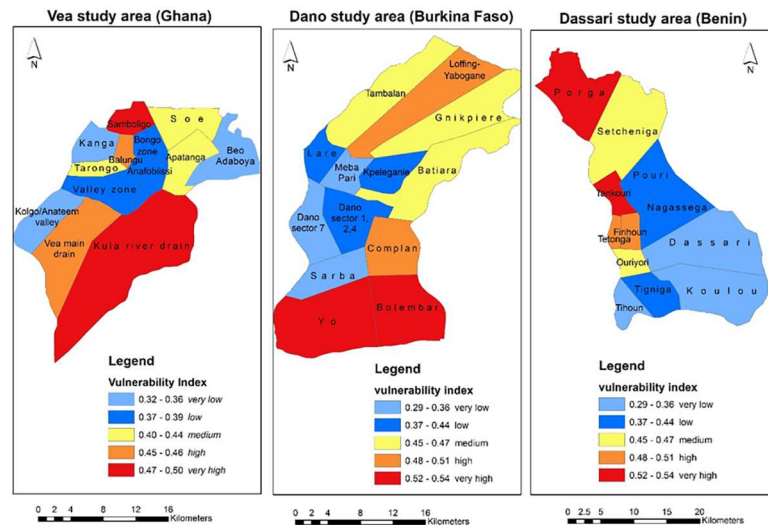 Vea study area (Ghana)
N
Samboligo
Soe
Kanga
Bongo
zone
Balungu
Beo
Adaboya
Tarongo
Anafobiissi
Apatanga
Valley zone
Kolgo/Anateem
valley
Vea main
drain
Kula river drain
Legend
Vulnerability Index
0.32 - 0.36 very low
0.37 - 0.39 low
0.40 - 0.44 medium
0.45 - 0.46 high
0.47 - 0.50 very high
0 2 4 8 12 16
Kilometers
Dano study area (Burkina Faso)
N
Loffing-
Yabogane
Tambalan
Gnikpiere
Lare
Meba
Pari
Kpelegánie
Batiara
Dano
sector 7
Dano
sector 1,
2,4
Complan
Sarba
Yo
Bolembar
Legend
vulnerability index
0.29 - 0.36 very low
0.37 - 0.44 low
0.45 - 0.47 medium
0.48 - 0.51 high
0.52 - 0.54 very high
0 1 2 4 6 8
Kilometers
Dassari study area (Benin)
N
Porga
Setcheniga
Pouri
Tankouri
Nagassega
Firihoun
Tetonga
Dassari
Ouriyori
Tigniga
Koulou
Tihoun
Legend
vulnerability index
0.29 - 0.36 very low
0.37 - 0.44 low
0.45 - 0.47 medium
0.48 - 0.51 high
0.52 - 0.54 very high
0 2.5 5 10 15 20
Kilometers